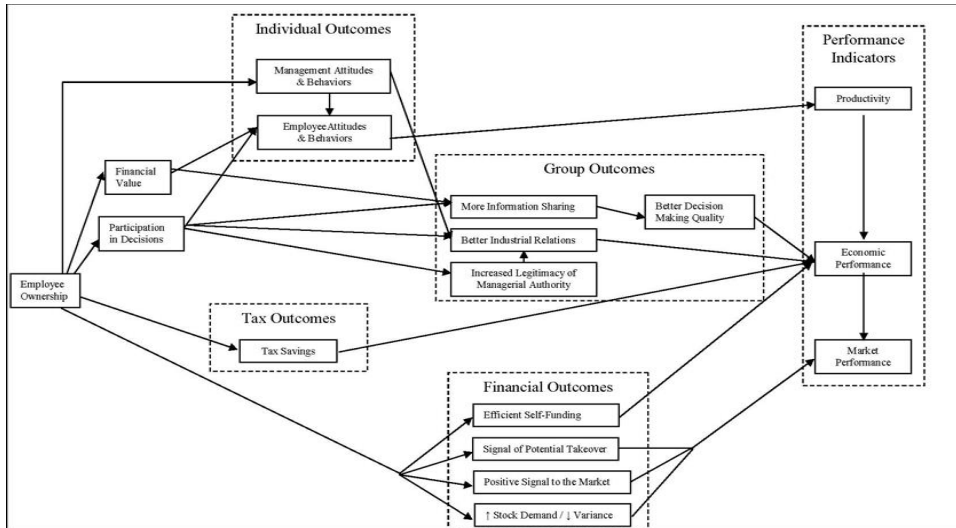 Individual Outcomes
Management Attitudes
& Behaviors
Employee Attitudes
& Behaviors
Performance
Indicators
Productivity
Financial
Value
Group Outcomes
More Information Sharing
Better Decision
Making Quality
Participation
in Decisions
Better Industrial Relations
Economic
Performance
Increased Legitimacy of
Managerial Authority
Employee
Ownership
Tax Outcomes
Tax Savings
Market
Performance
Financial Outcomes
Efficient Self-Funding
Signal of Potential Takeover
Positive Signal to the Market
↑ Stock Demand / ↓ Variance